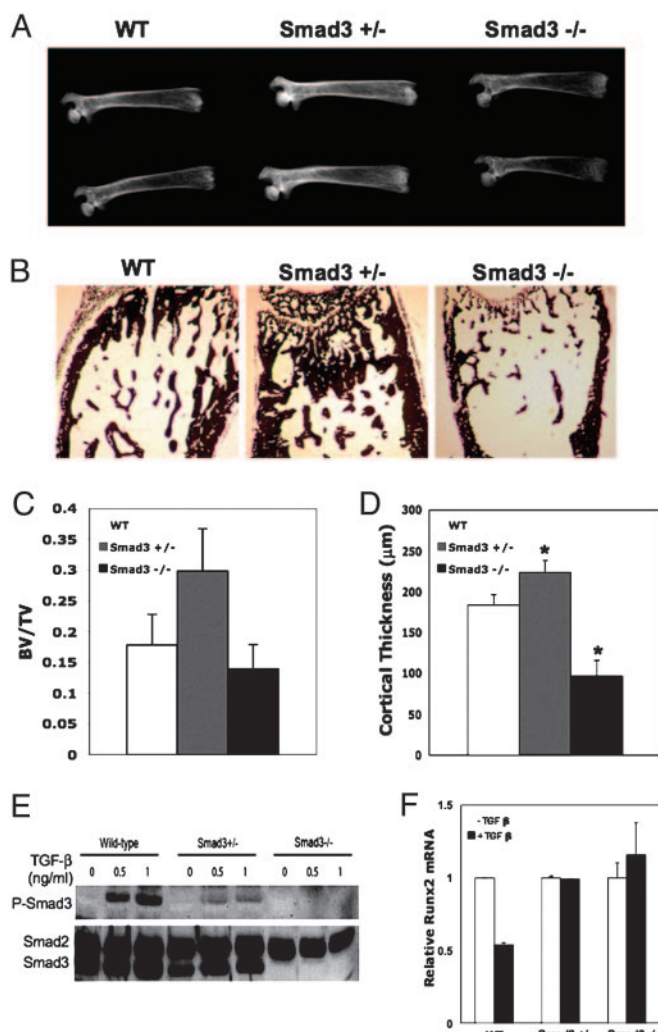 A
WT
Smad3 +/-
Smad3 -/-
B
WT
Smad3 +/-
Smad3 -/-
C
0.4
0.35
0.3
0.25
0.2
0.15
0.1
0.05
0
BV/TV
WT
Smad3 +/-
Smad3 -/-
D
300
250
200
150
100
50
0
Cortical Thickness (μm)
WT
Smad3 +/-
Smad3 -/-
*
*
E
Wild-type
Smad3+/-
Smad3-/-
TGF-β
(ng/ml)
0 0.5 1 0 0.5 1 0 0.5 1
P-Smad3
Smad2
Smad3
F
1.5
1
0.5
0
Relative Runx2 mRNA
- TGF β
+ TGF β